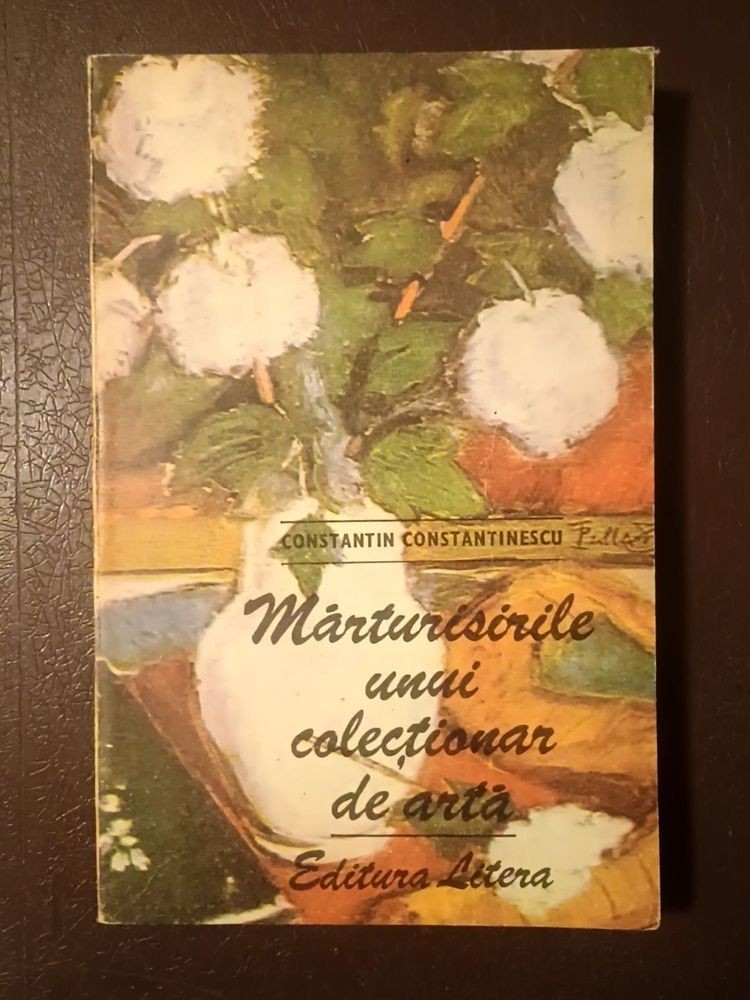 CONSTANTIN CONSTANTINESCU
Mărturisirile
unui
colecționar
de artă
Editura Litera